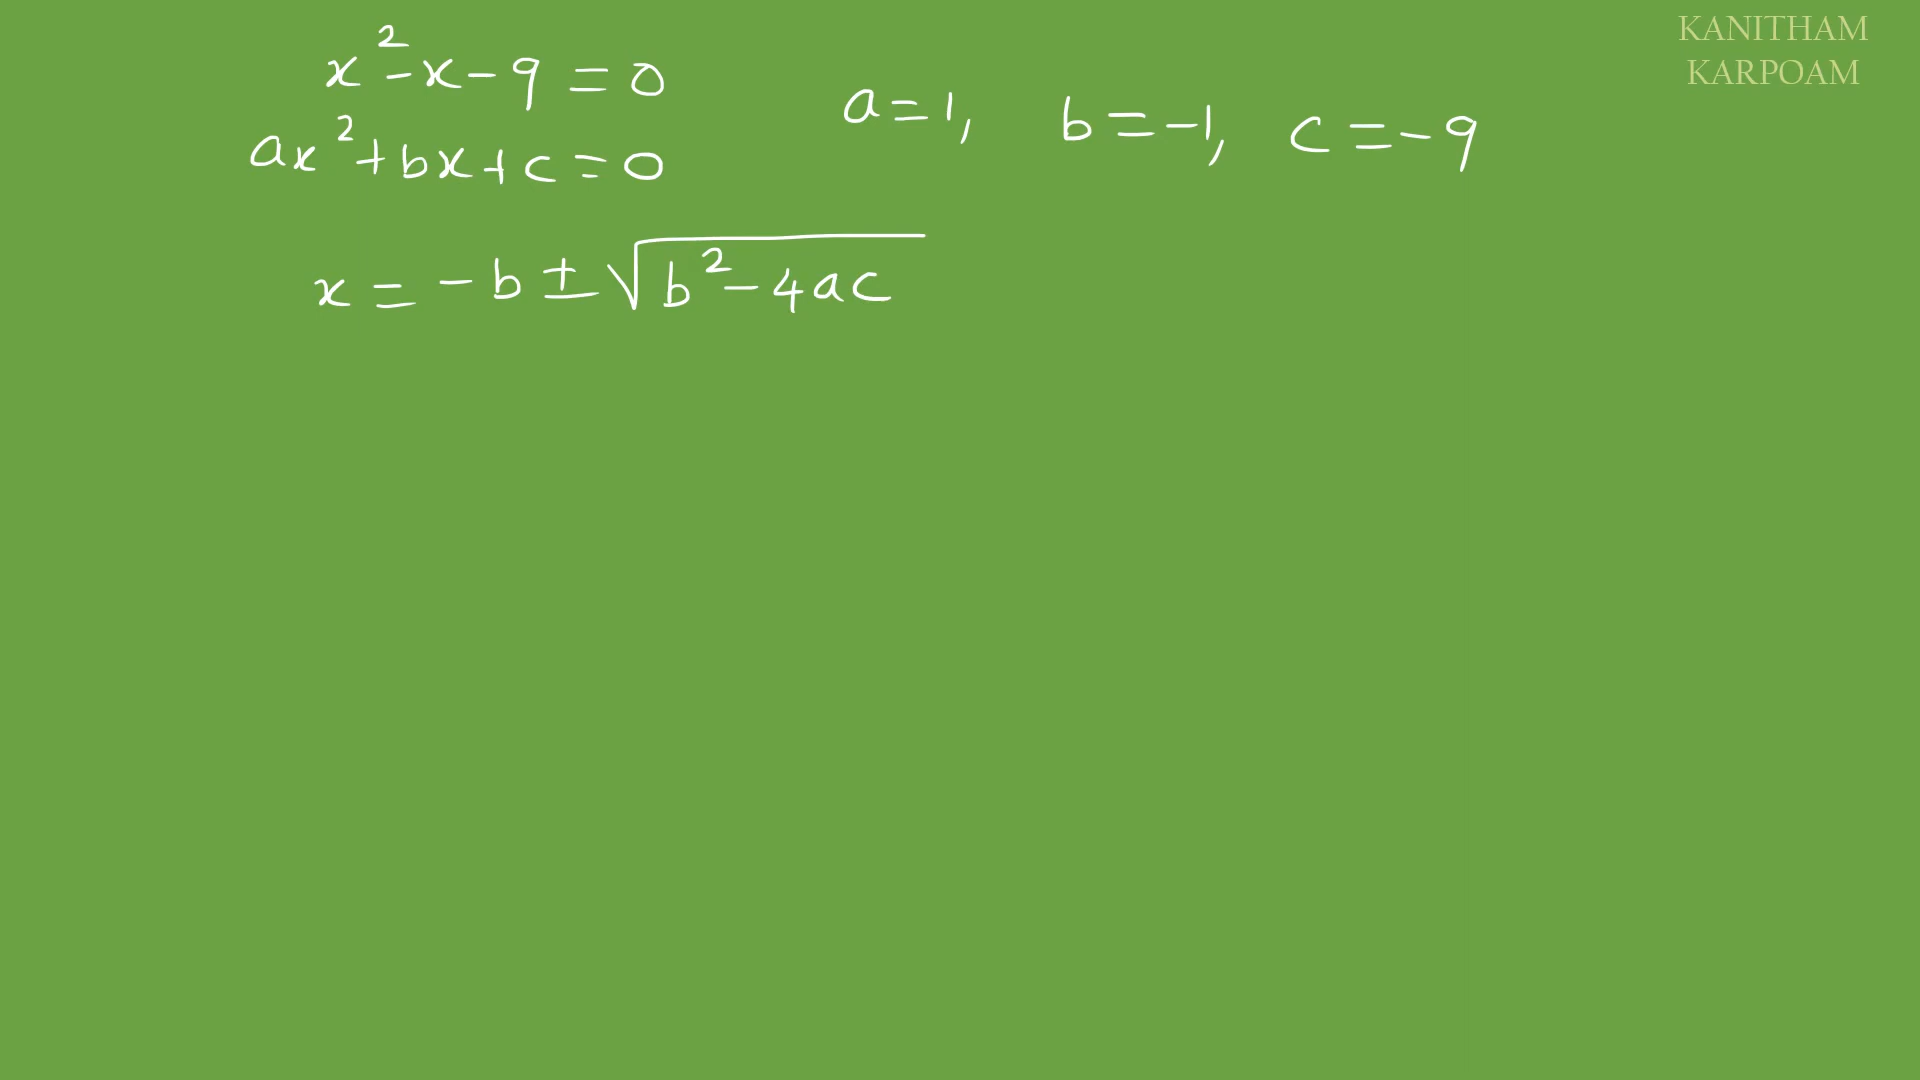 x² - x - 9 = 0
ax² + bx + c = 0
a = 1, b = -1, c = -9
x = -b ± √(b² - 4ac)
KANITHAM
KARPOAM